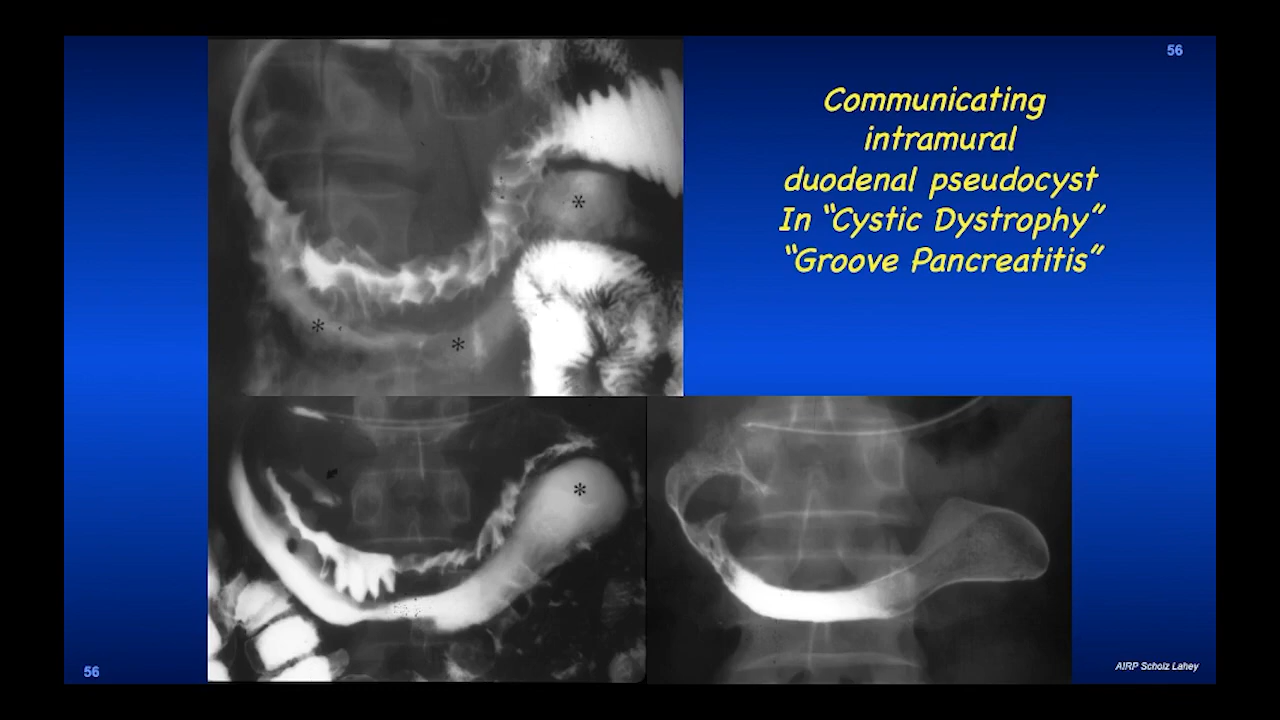 56
Communicating
intramural
duodenal pseudocyst
In “Cystic Dystrophy”
“Groove Pancreatitis”
*
*
*
*
56
AIRP Scholz Lahey